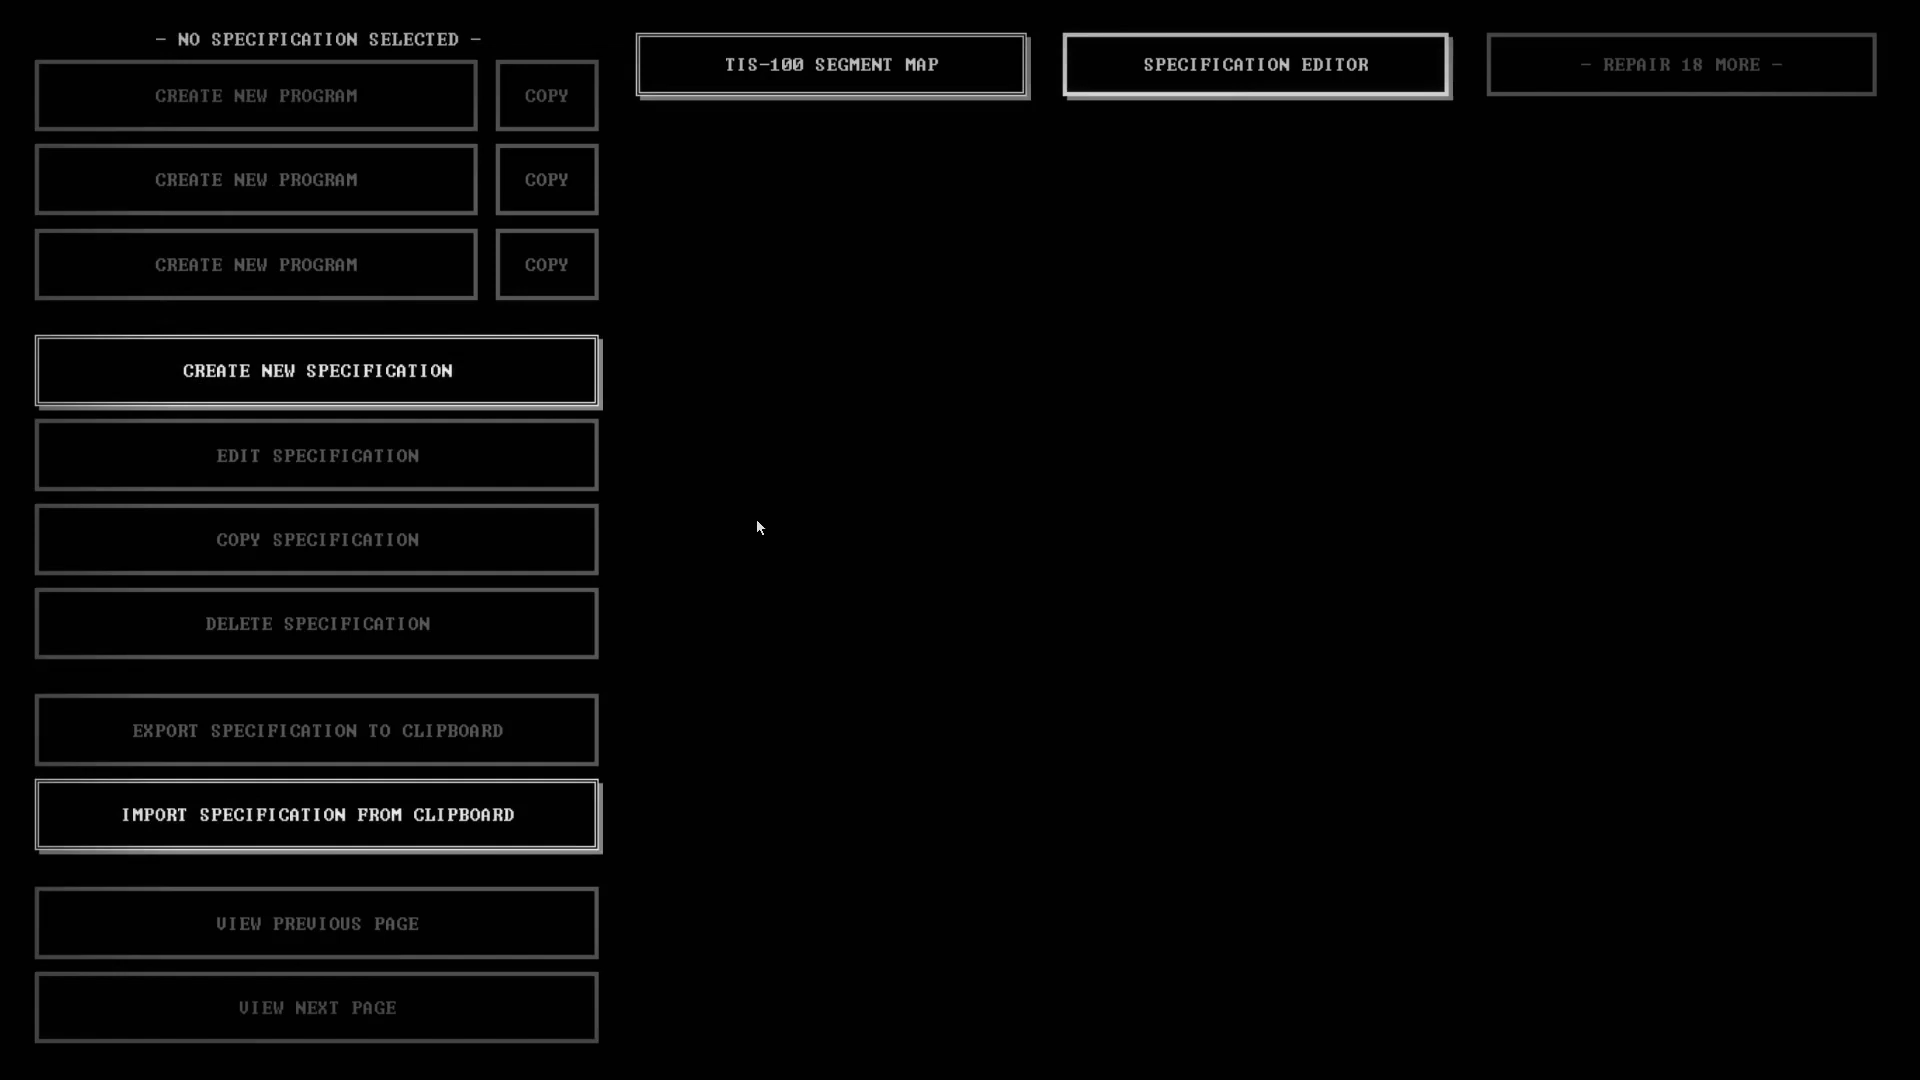 - NO SPECIFICATION SELECTED -
CREATE NEW PROGRAM
COPY
CREATE NEW PROGRAM
COPY
CREATE NEW PROGRAM
COPY
CREATE NEW SPECIFICATION
EDIT SPECIFICATION
COPY SPECIFICATION
DELETE SPECIFICATION
EXPORT SPECIFICATION TO CLIPBOARD
IMPORT SPECIFICATION FROM CLIPBOARD
VIEW PREVIOUS PAGE
VIEW NEXT PAGE
TIS-100 SEGMENT MAP
SPECIFICATION EDITOR
- REPAIR 18 MORE -